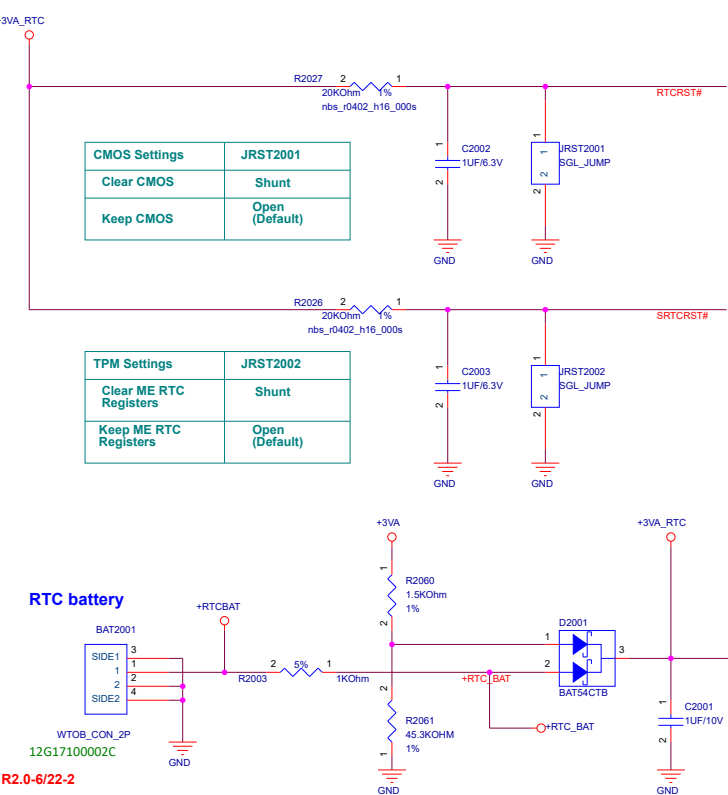 +3VA_RTC
R2027 2 1
20KOhm 1%
nbs_r0402_h16_000s
RTCRST#
CMOS Settings JRST2001
Clear CMOS Shunt
Keep CMOS Open
(Default)
1
C2002
1UF/6.3V
2
GND
1
JRST2001
1
SGL_JUMP
2
2
GND
R2026 2 1
20KOhm 1%
nbs_r0402_h16_000s
SRTCRST#
TPM Settings JRST2002
Clear ME RTC
Registers
Shunt
Keep ME RTC
Registers
Open
(Default)
1
C2003
1UF/6.3V
2
GND
1
JRST2002
1
SGL_JUMP
2
2
GND
+3VA
+3VA_RTC
1
R2060
1.5KOhm
1%
2
RTC battery
+RTCBAT
BAT2001
SIDE1 3
1 1
2 2
SIDE2 4
WTOB_CON_2P
12G17100002C
GND
R2.0-6/22-2
2 5% 1
R2003 1KOhm
D2001
1
2
3
BAT54CTB
+RTC_BAT
+RTC_BAT
2
R2061
45.3KOHM
1%
1
GND
1
C2001
1UF/10V
2
GND